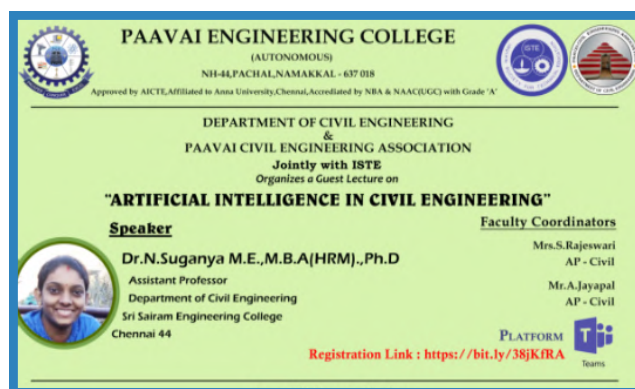 PAAVAI ENGINEERING COLLEGE
(AUTONOMOUS)
NH-44,PACHAL,NAMAKKAL - 637 018
Approved by AICTE,Affiliated to Anna University,Chennai,Accrediated by NBA & NAAC(UGC) with Grade 'A'
ISTE
DEPARTMENT OF CIVIL ENGINEERING
&
PAAVAI CIVIL ENGINEERING ASSOCIATION
Jointly with ISTE
Organizes a Guest Lecture on
"ARTIFICIAL INTELLIGENCE IN CIVIL ENGINEERING"
Speaker
Dr.N.Suganya M.E.,M.B.A(HRM).,Ph.D
Assistant Professor
Department of Civil Engineering
Sri Sairam Engineering College
Chennai 44
Faculty Coordinators
Mrs.S.Rajeswari
AP - Civil
Mr.A.Jayapal
AP - Civil
PLATFORM
Teams
Registration Link : https://bit.ly/38jKfRA